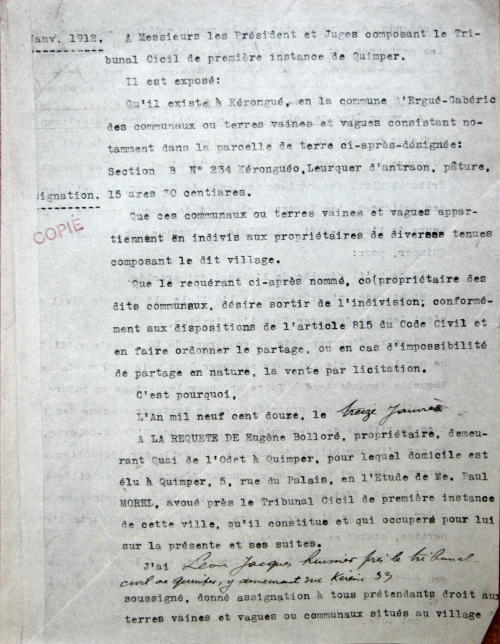 Janv. 1912. A Messieurs les Président et Juges composant le Tri-
bunal Cicil de première instance de Quimper.
Il est exposé:
Qu'il existe à Kérongué, en la commune d'Ergué-Gabéric
des communaux ou terres vaines et vagues consistant no-
tamment dans la parcelle de terre ci-après-dénignée:
Section B N° 234 Kéronguéo,Leurquer d'antraon, pâture,
signation. 15 ares 20 centiares.
COPIÉ
Que ces communaux ou terres vaines et vagues appar-
tiennent en indivis aux propriétaires de diverses tenues
composant le dit village.
Que le requérant ci-après nommé, co(propriétaire des
dits communaux, désire sortir de l'indivision; conformé-
ment aux dispositions de l'article 815 du Code Civil et
en faire ordonner le partage, ou en cas d'impossibilité
de partage en nature, la vente par licitation.
C'est pourquoi,
L'An mil neuf cent douze, le treize Janvier
A LA REQUETE DE Eugène Bolloré, propriétaire, demeu-
rant Quai de l'Odet à Quimper, pour lequel domicile est
élu à Quimper, 5, rue du Palais, en l'Etude de Me. Paul
MOREL, avoué près le Tribunal Cicil de première instance
de cette ville, qu'il constitue et qui occupera pour lui
sur la présente et ses suites.
J'ai Léon Jacques huissier près le tribunal
civil de Quimper, y demeurant rue Kéréon 39
soussigné, donné assignation à tous prétendants droit aux
terres vaines et vagues ou communaux situés au village